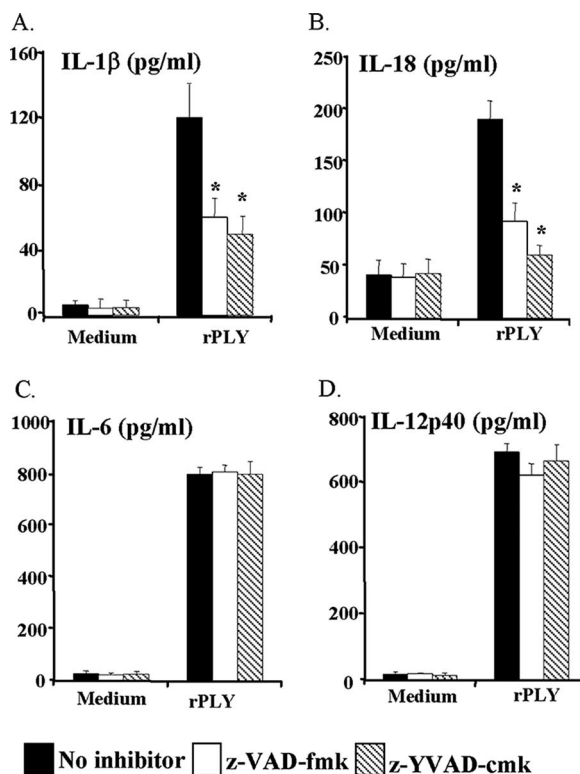 A.
IL-1β (pg/ml)
160
120
80
40
0
*
*
Medium
rPLY
B.
IL-18 (pg/ml)
250
200
150
100
50
0
*
*
Medium
rPLY
C.
IL-6 (pg/ml)
1000
800
600
400
200
0
Medium
rPLY
D.
IL-12p40 (pg/ml)
800
600
400
200
0
Medium
rPLY
No inhibitor z-VAD-fmk z-YVAD-cmk